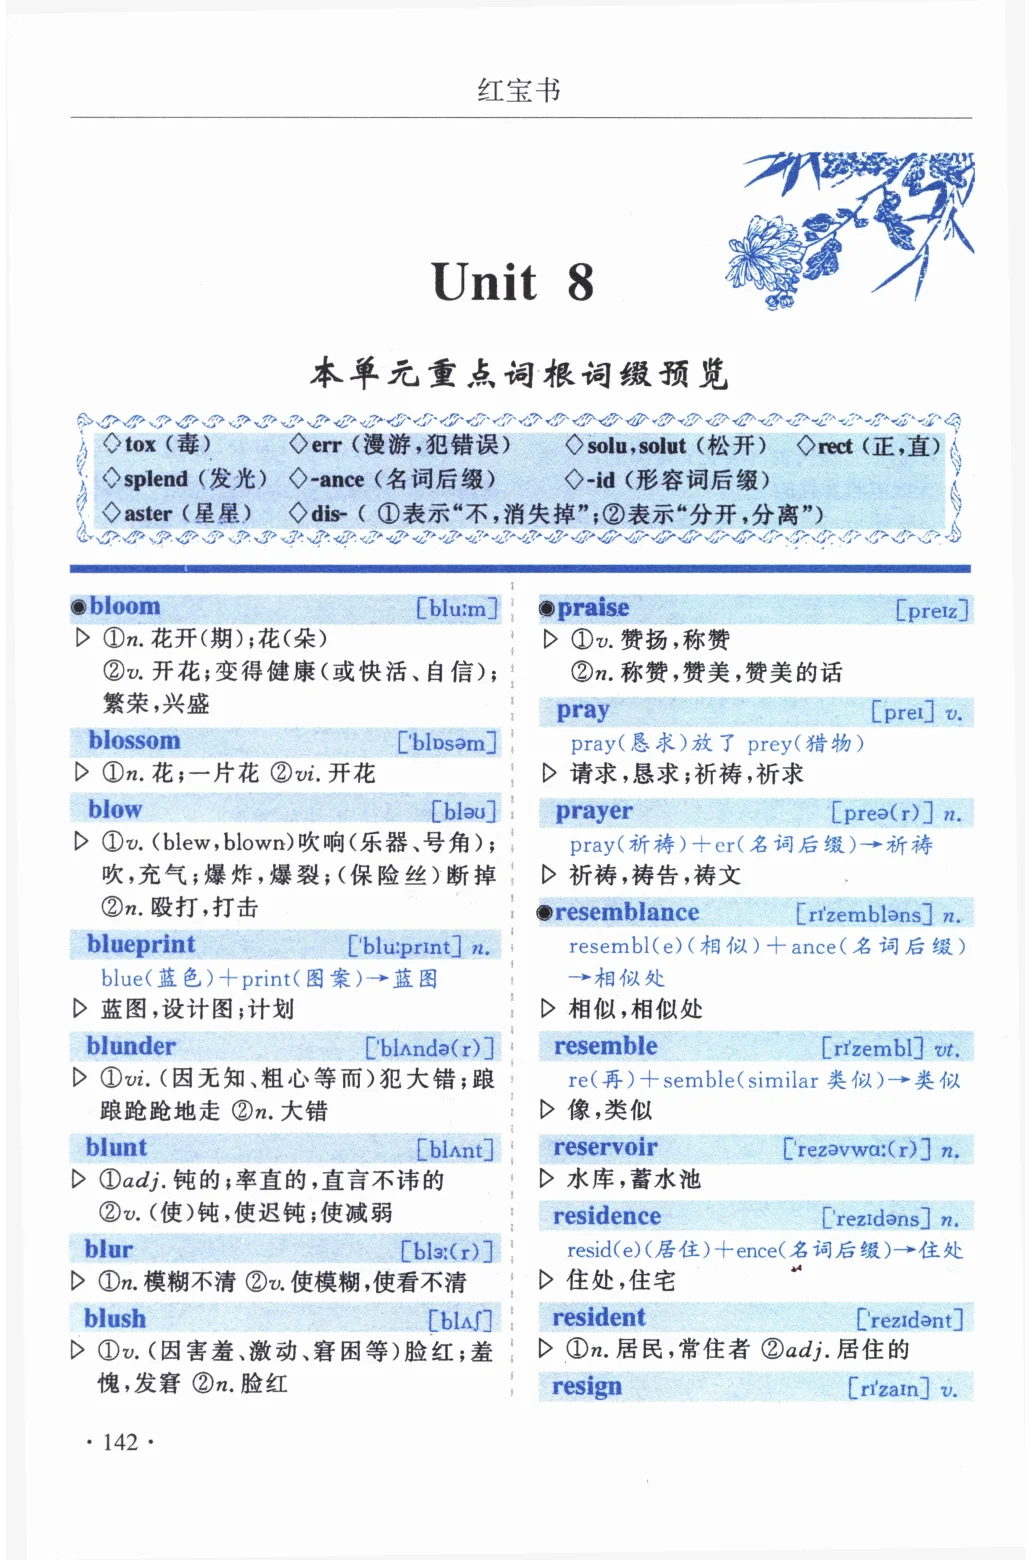 红宝书
Unit 8
本单元重点词根词缀预览
◇tox（毒） ◇err（漫游,犯错误） ◇solu,solut（松开） ◇rect（正,直）
◇splend（发光） ◇-ance（名词后缀） ◇-id（形容词后缀）
◇aster（星星） ◇dis-（①表示“不,消失掉”;②表示“分开,分离”）
◉bloom [bluːm]
▷ ①n. 花开(期);花(朵)
②v. 开花;变得健康(或快活、自信);
繁荣,兴盛
blossom ['blɒsəm]
▷ ①n. 花;一片花 ②vi. 开花
blow [bləʊ]
▷ ①v. (blew,blown)吹响(乐器、号角);
吹,充气;爆炸,爆裂;(保险丝)断掉
②n. 殴打,打击
blueprint ['bluːprɪnt] n.
blue(蓝色)＋print(图案)→蓝图
▷ 蓝图,设计图;计划
blunder ['blʌndə(r)]
▷ ①vi. (因无知、粗心等而)犯大错;踉
踉跄跄地走 ②n. 大错
blunt [blʌnt]
▷ ①adj. 钝的;率直的,直言不讳的
②v. (使)钝,使迟钝;使减弱
blur [blɜː(r)]
▷ ①n. 模糊不清 ②v. 使模糊,使看不清
blush [blʌʃ]
▷ ①v. (因害羞、激动、窘困等)脸红;羞
愧,发窘 ②n. 脸红
◉praise [preɪz]
▷ ①v. 赞扬,称赞
②n. 称赞,赞美,赞美的话
pray [preɪ] v.
pray(恳求)放了 prey(猎物)
▷ 请求,恳求;祈祷,祈求
prayer [preə(r)] n.
pray(祈祷)＋er(名词后缀)→祈祷
▷ 祈祷,祷告,祷文
◉resemblance [rɪ'zembləns] n.
resembl(e)(相似)＋ance(名词后缀)
→相似处
▷ 相似,相似处
resemble [rɪ'zembl] vt.
re(再)＋semble(similar 类似)→类似
▷ 像,类似
reservoir ['rezəvwɑː(r)] n.
▷ 水库,蓄水池
residence ['rezɪdəns] n.
resid(e)(居住)＋ence(名词后缀)→住处
▷ 住处,住宅
resident ['rezɪdənt]
▷ ①n. 居民,常住者 ②adj. 居住的
resign [rɪ'zaɪn] v.
· 142 ·